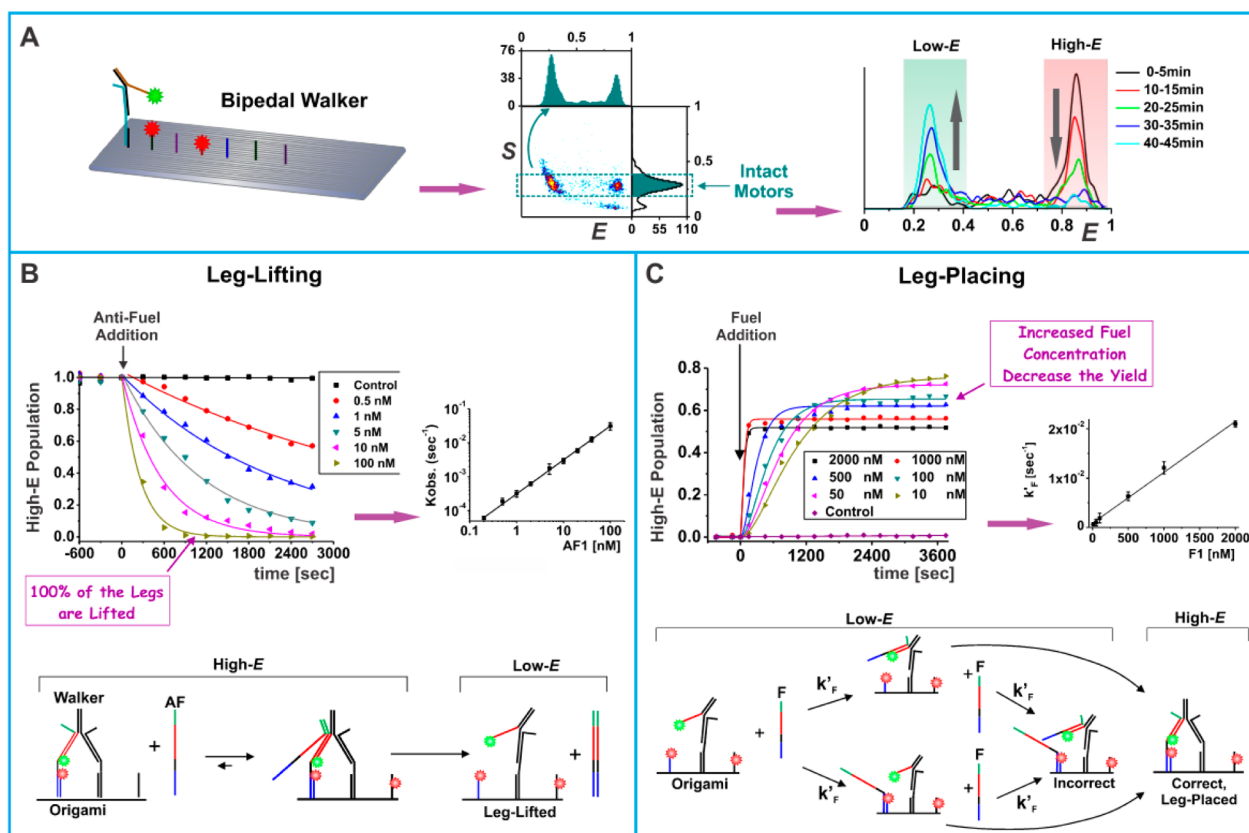 A
Bipedal Walker
0 0.5 1
76
38
0
S
1
0.5
0
E
0 55 110
Intact
Motors
Low-E
High-E
0-5min
10-15min
20-25min
30-35min
40-45min
0 0.2 0.4 0.6 0.8 1
E
B
Leg-Lifting
Anti-Fuel
Addition
High-E Population
1.0
0.8
0.6
0.4
0.2
0.0
-600 0 600 1200 1800 2400 3000
time [sec]
Control
0.5 nM
1 nM
5 nM
10 nM
100 nM
100% of the Legs
are Lifted
Kobs. (sec-1)
10-1
10-2
10-3
10-4
1 10 100
AF1 [nM]
High-E
Low-E
Walker
AF
+
+
Origami
Leg-Lifted
C
Leg-Placing
Fuel
Addition
Increased Fuel
Concentration
Decrease the Yield
High-E Population
0.8
0.6
0.4
0.2
0.0
0 1200 2400 3600
time [sec]
2000 nM 1000 nM
500 nM 100 nM
50 nM 10 nM
Control
k'F [sec-1]
2x10-2
1x10-2
0
0 500 1000 1500 2000
F1 [nM]
Low-E
High-E
F
+
k'F
+ F
k'F
k'F
+ F
k'F
Origami
Incorrect
Correct,
Leg-Placed